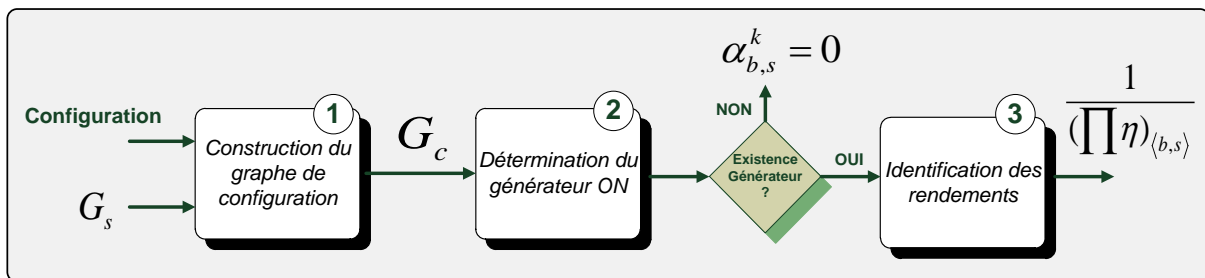 Configuration
G_s
1
Construction du
graphe de
configuration
G_c
2
Détermination du
générateur ON
α^k_{b,s} = 0
NON
Existence
Générateur
?
OUI
3
Identification des
rendements
1
(∏η)_{⟨b,s⟩}